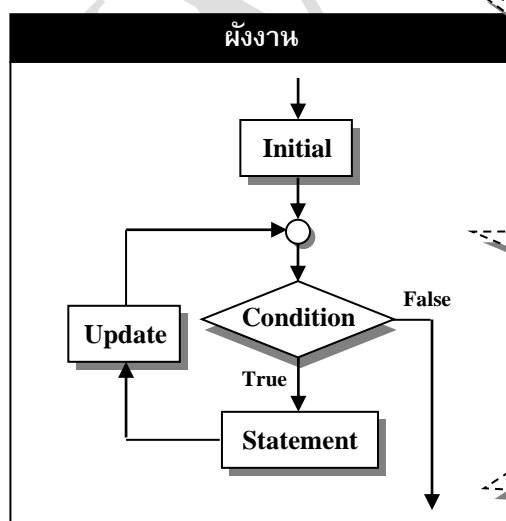 ผังงาน
Initial
Condition
False
Update
True
Statement